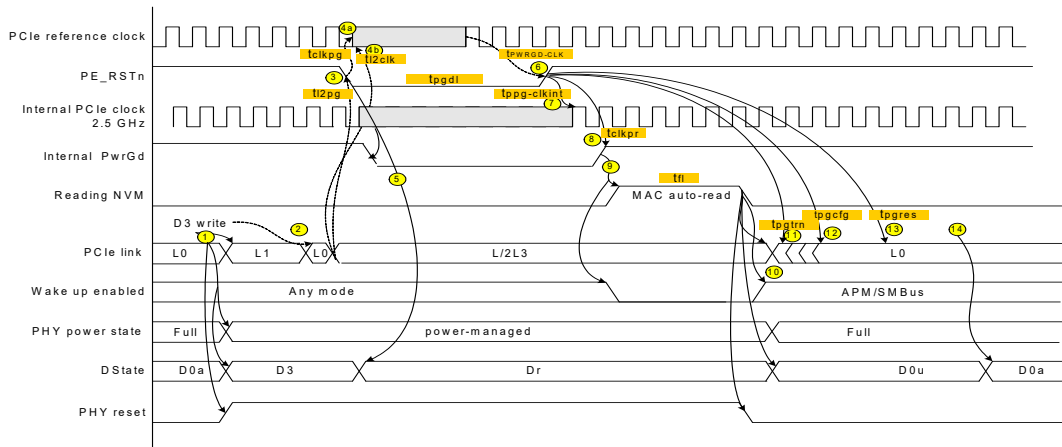 4a
PCIe reference clock
tclkpg
4b
tl2clk
tPWRGD-CLK
6
PE_RSTn
3
tpgdl
tl2pg
tppg-clkint
7
Internal PCIe clock
2.5 GHz
tclkpr
8
Internal PwrGd
9
5
tfl
Reading NVM
MAC auto-read
tpgcfg
tpgres
D3 write
tpgtrn
1
2
11
12
13
14
PCIe link
L0
L1
L0
L/2L3
L0
10
Wake up enabled
Any mode
APM/SMBus
PHY power state
Full
power-managed
Full
DState
D0a
D3
Dr
D0u
D0a
PHY reset